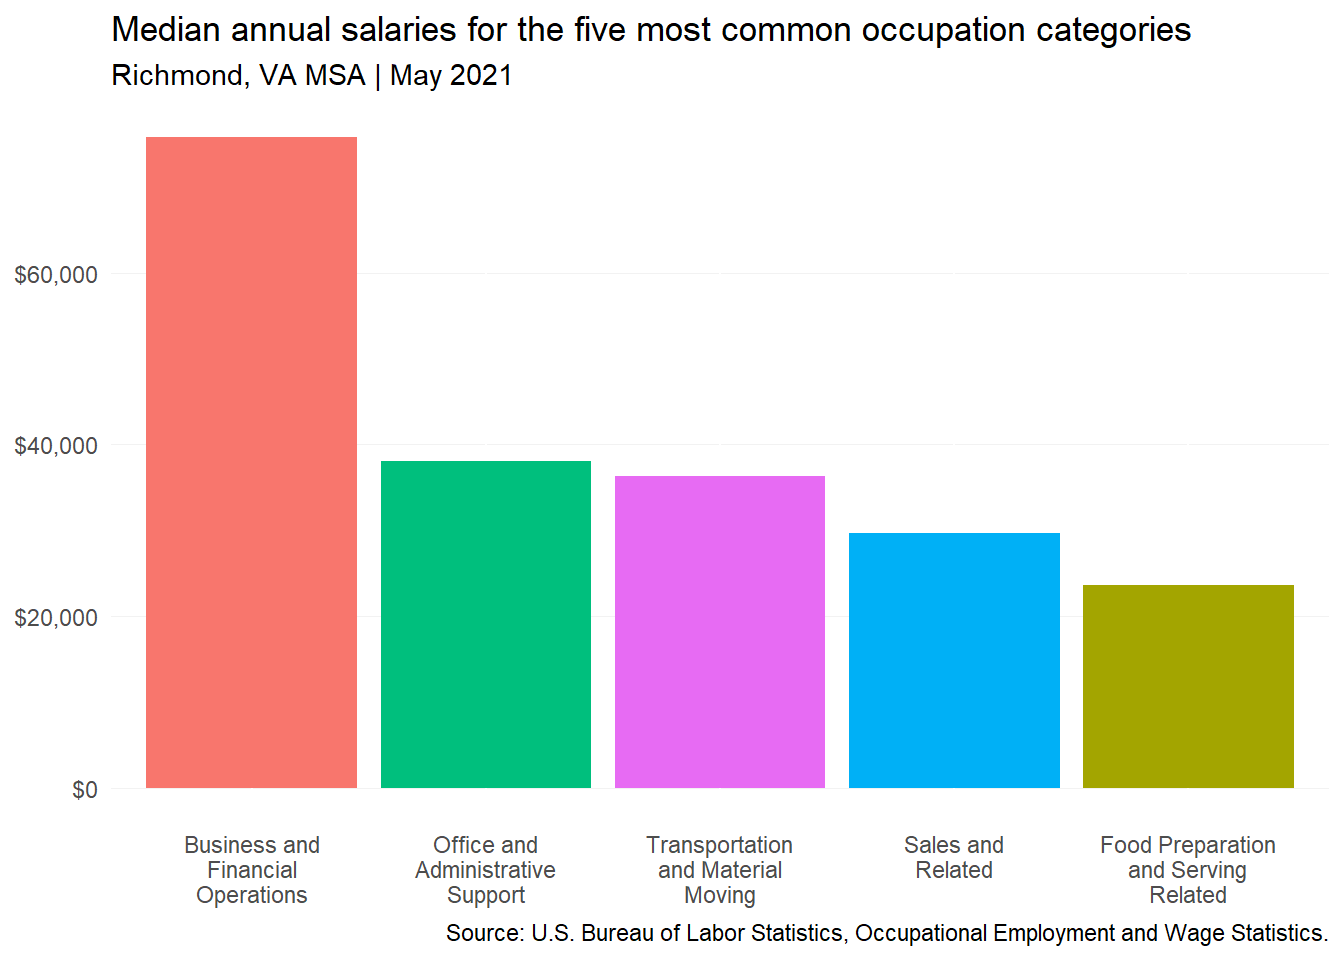 Median annual salaries for the five most common occupation categories
Richmond, VA MSA | May 2021
$60,000
$40,000
$20,000
$0
Business and
Financial
Operations
Office and
Administrative
Support
Transportation
and Material
Moving
Sales and
Related
Food Preparation
and Serving
Related
Source: U.S. Bureau of Labor Statistics, Occupational Employment and Wage Statistics.